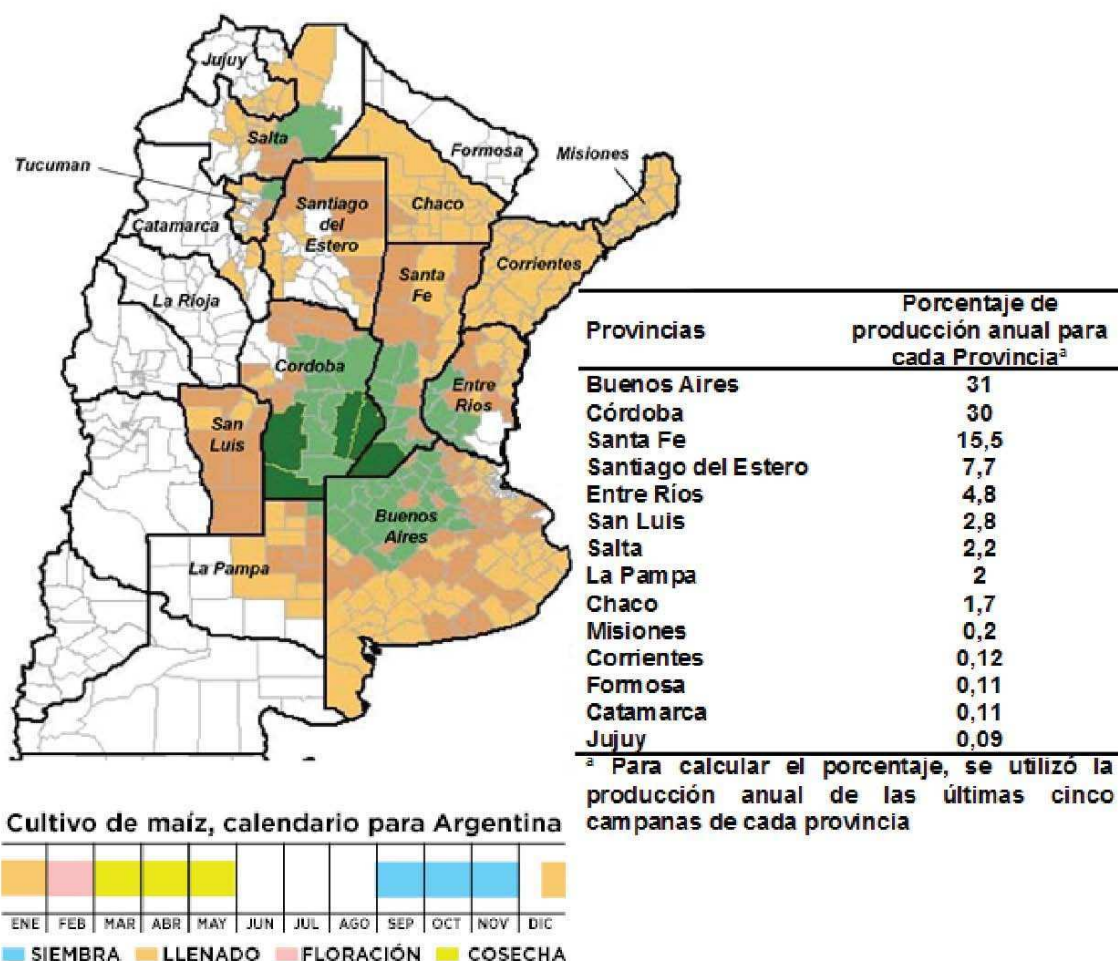 Jujuy
Salta
Formosa
Misiones
Tucuman
Santiago
del
Estero
Chaco
Catamarca
Corrientes
Santa
Fe
La Rioja
Cordoba
Entre
Rios
San
Luis
Buenos
Aires
La Pampa
Provincias
Porcentaje de
producción anual para
cada Provinciaª
Buenos Aires 31
Córdoba 30
Santa Fe 15,5
Santiago del Estero 7,7
Entre Ríos 4,8
San Luis 2,8
Salta 2,2
La Pampa 2
Chaco 1,7
Misiones 0,2
Corrientes 0,12
Formosa 0,11
Catamarca 0,11
Jujuy 0,09
ª Para calcular el porcentaje, se utilizó la
producción anual de las últimas cinco
campanas de cada provincia
Cultivo de maíz, calendario para Argentina
ENE FEB MAR ABR MAY JUN JUL AGO SEP OCT NOV DIC
SIEMBRA LLENADO FLORACIÓN COSECHA